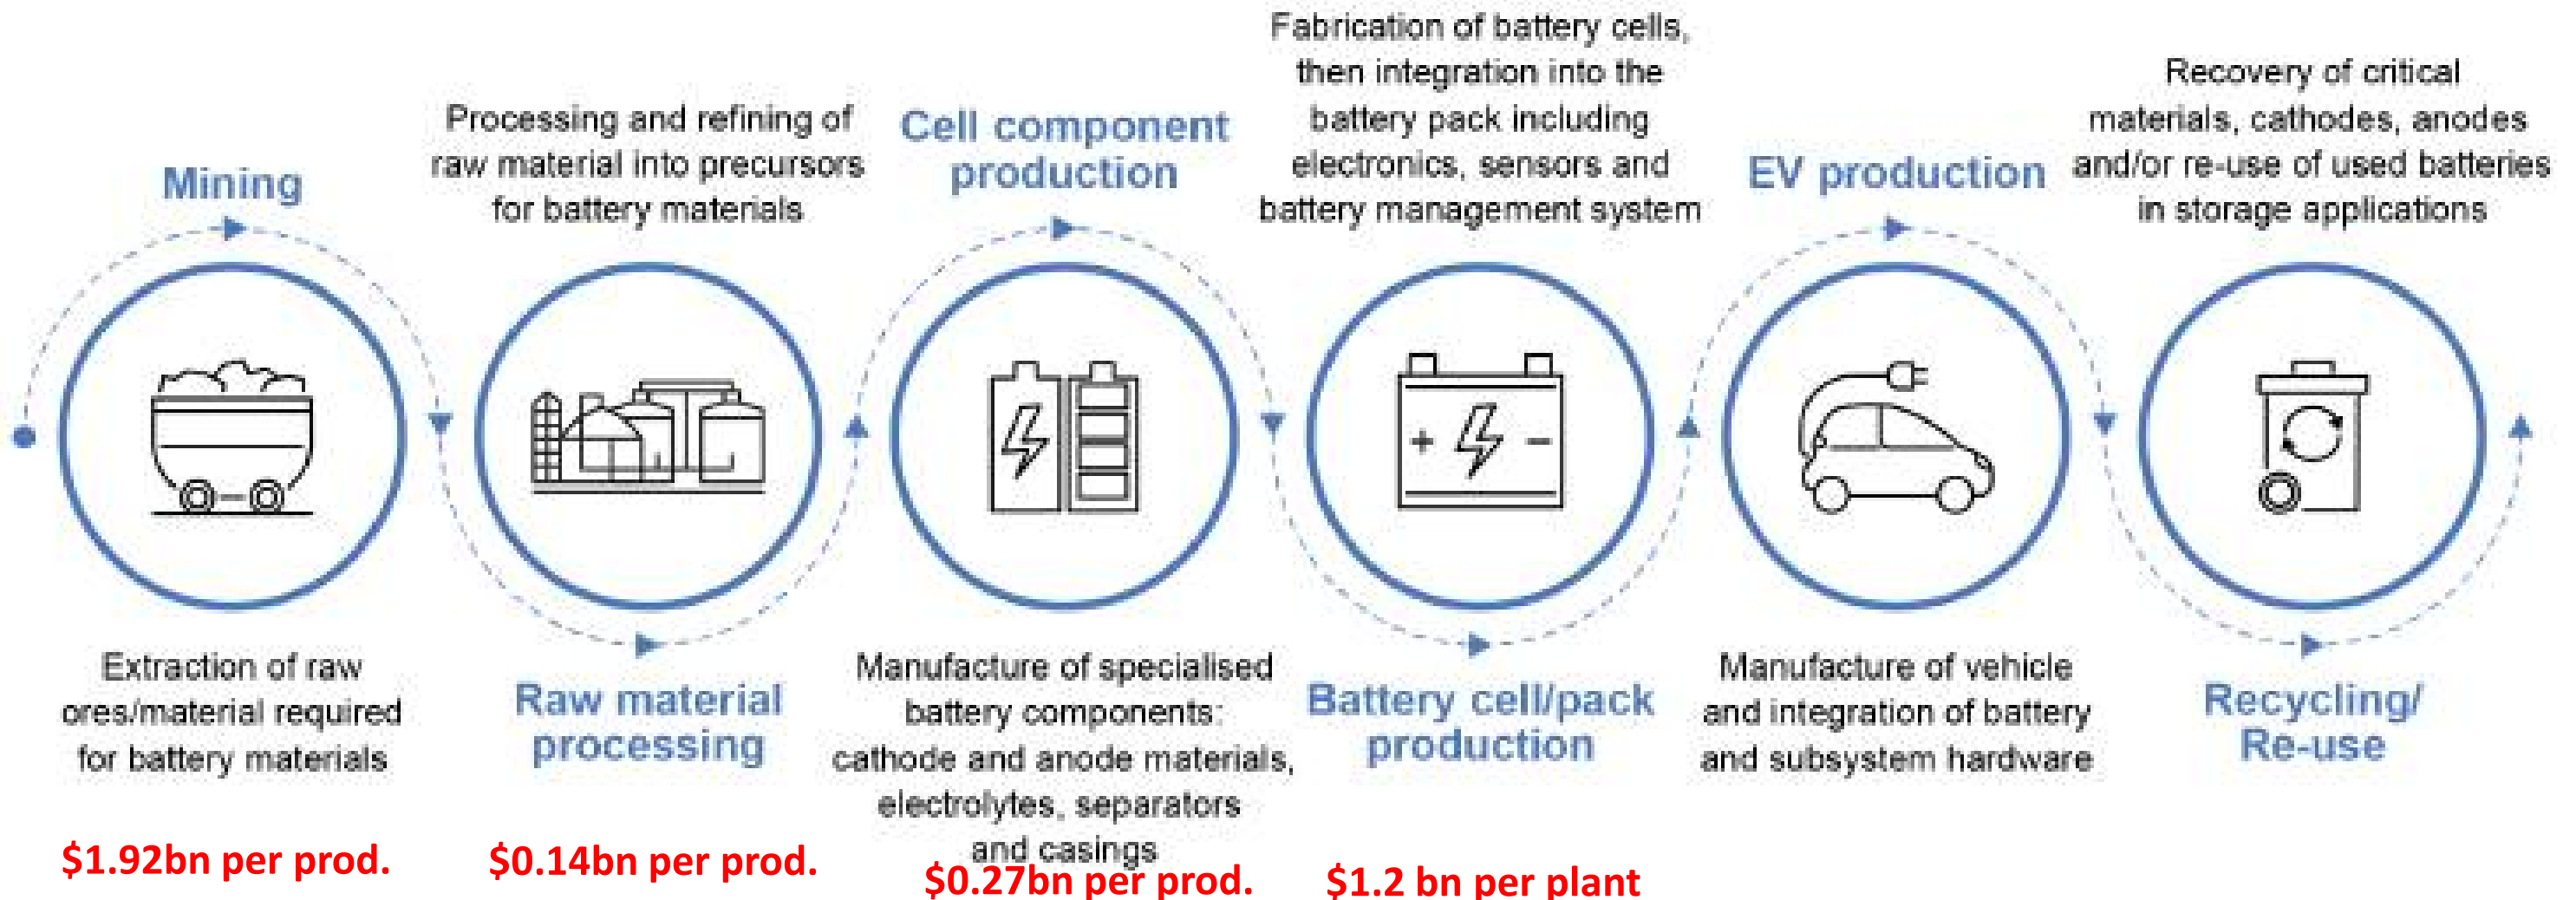 Mining
Extraction of raw
ores/material required
for battery materials
$1.92bn per prod.
Processing and refining of
raw material into precursors
for battery materials
Raw material
processing
$0.14bn per prod.
Cell component
production
Manufacture of specialised
battery components:
cathode and anode materials,
electrolytes, separators
and casings
$0.27bn per prod.
Fabrication of battery cells,
then integration into the
battery pack including
electronics, sensors and
battery management system
+ −
Battery cell/pack
production
$1.2 bn per plant
EV production
Manufacture of vehicle
and integration of battery
and subsystem hardware
Recovery of critical
materials, cathodes, anodes
and/or re-use of used batteries
in storage applications
Recycling/
Re-use